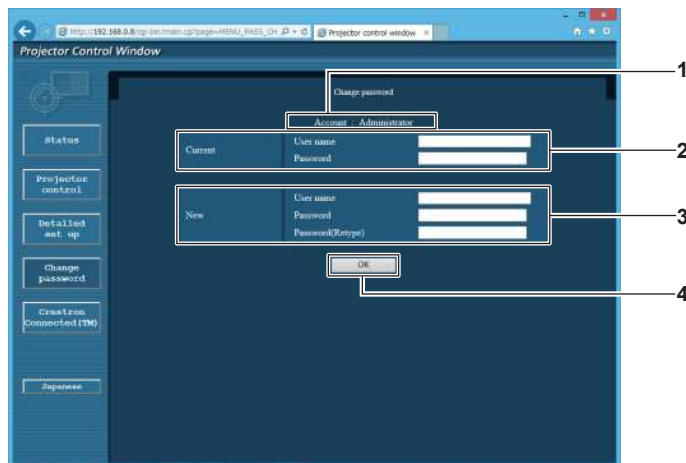 http://192.168.0.8/cgi-bin/main.cgi?page=MENU_PASS_CH
Projector control window
Projector Control Window
1
Change password
Account : Administrator
Status
Current
User name
Password
2
Projector control
New
User name
Password
Password(Retype)
3
Detailed set up
OK
Change password
4
Crestron Connected(TM)
Japanese